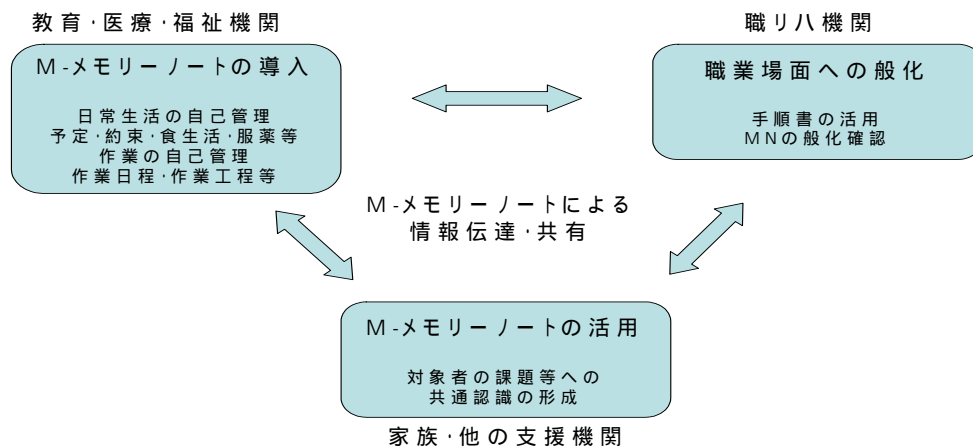 教育・医療・福祉機関
M-メモリーノートの導入
日常生活の自己管理
予定・約束・食生活・服薬等
作業の自己管理
作業日程・作業工程等
職リハ機関
職業場面への般化
手順書の活用
MNの般化確認
M-メモリーノートによる
情報伝達・共有
M-メモリーノートの活用
対象者の課題等への
共通認識の形成
家族・他の支援機関